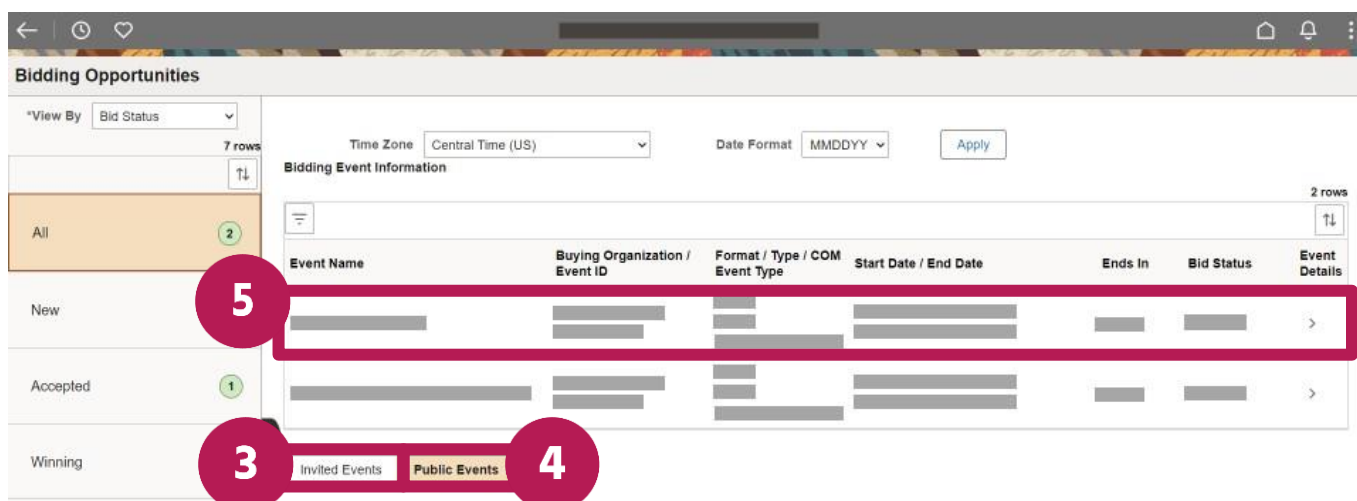 Bidding Opportunities
*View By Bid Status
7 rows
Time Zone Central Time (US) Date Format MMDDYY Apply
Bidding Event Information
2 rows
All 2
Event Name Buying Organization / Event ID Format / Type / COM Event Type Start Date / End Date Ends In Bid Status Event Details
New
5
Accepted 1
Winning
3 Invited Events Public Events 4